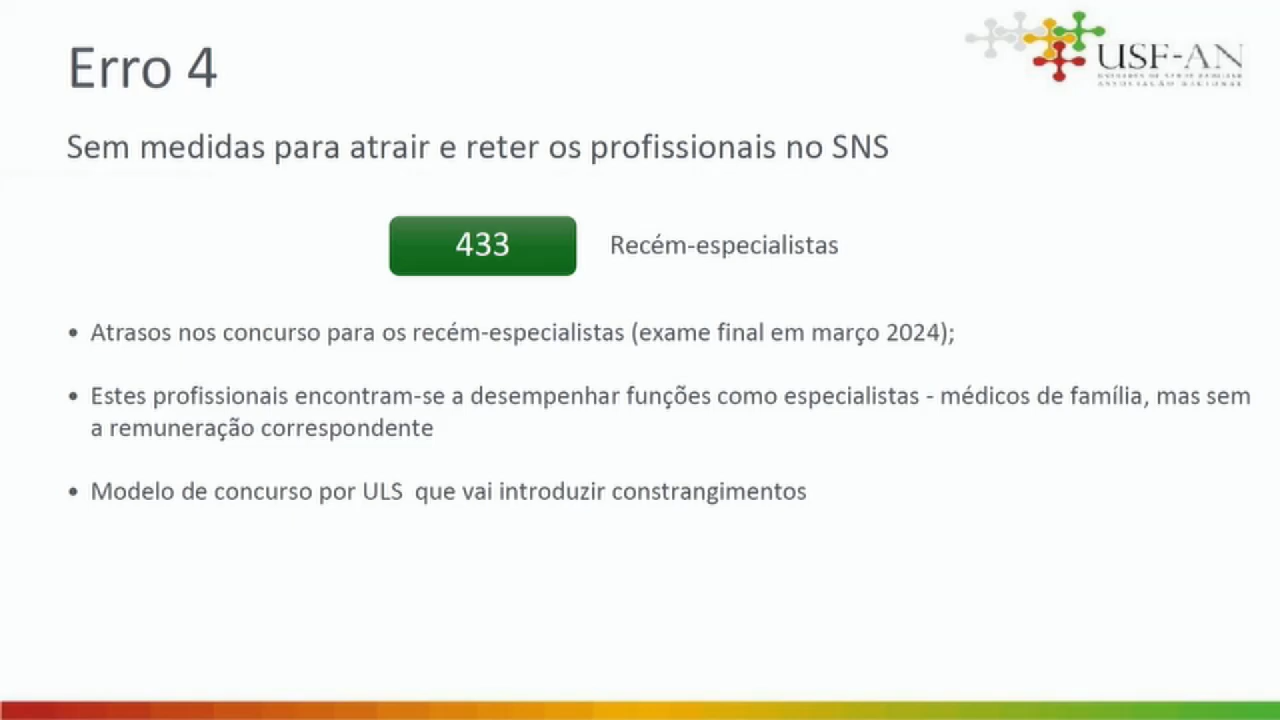 USF-AN
Erro 4
Sem medidas para atrair e reter os profissionais no SNS
433
Recém-especialistas
• Atrasos nos concurso para os recém-especialistas (exame final em março 2024);
• Estes profissionais encontram-se a desempenhar funções como especialistas - médicos de família, mas sem
a remuneração correspondente
• Modelo de concurso por ULS  que vai introduzir constrangimentos